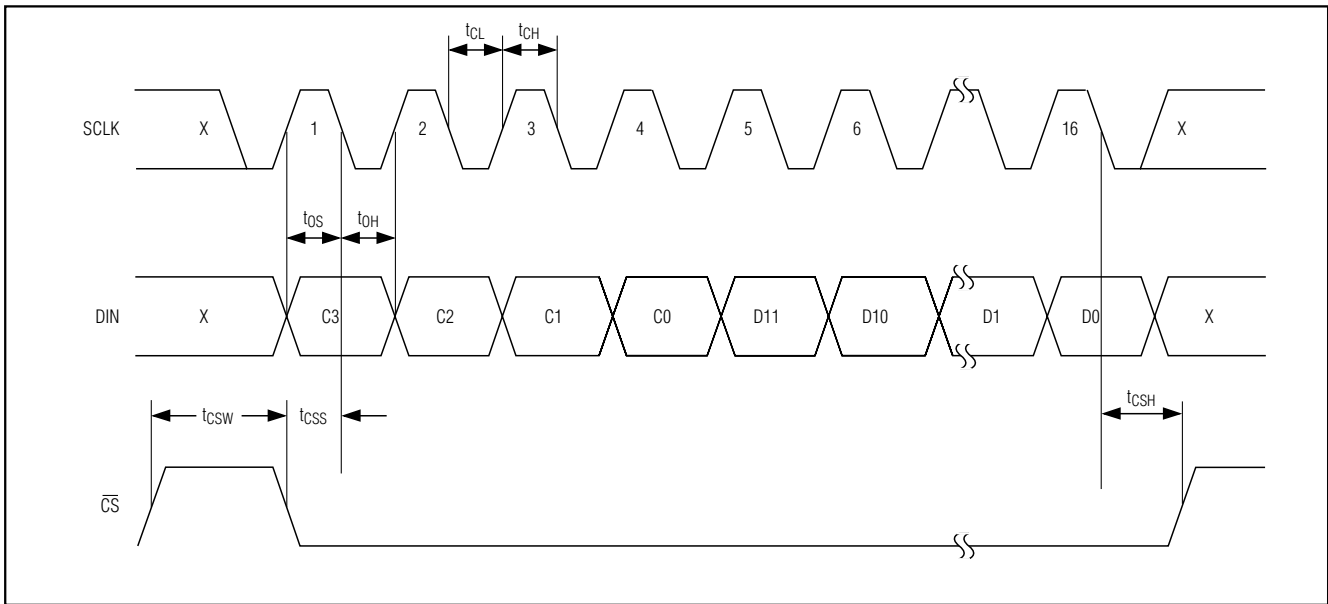 tCL tCH
SCLK X 1 2 3 4 5 6 16 X
tOS tOH
DIN X C3 C2 C1 C0 D11 D10 D1 D0 X
tCSW tCSS tCSH
C̅S̅